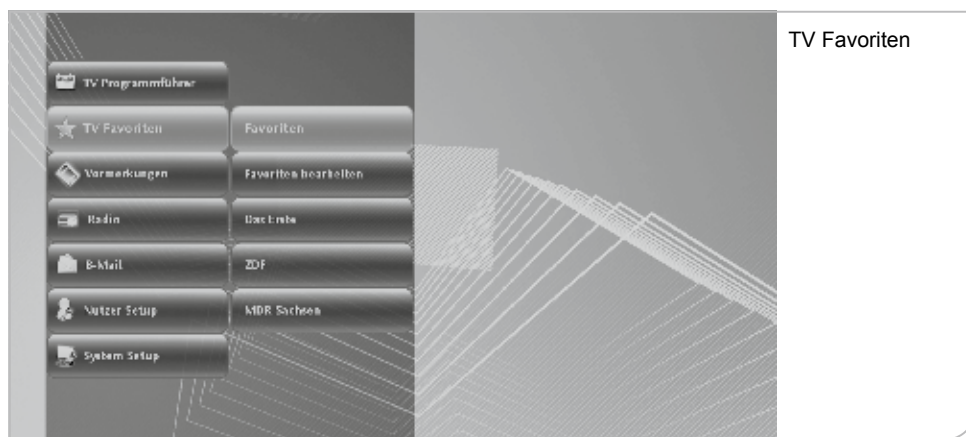 TV Favoriten
TV Programmführer
TV Favoriten
Vormerkungen
Radio
E-Mail
Nutzer Setup
System Setup
Favoriten
Favoriten bearbeiten
Das Erste
ZDF
MDR Sachsen